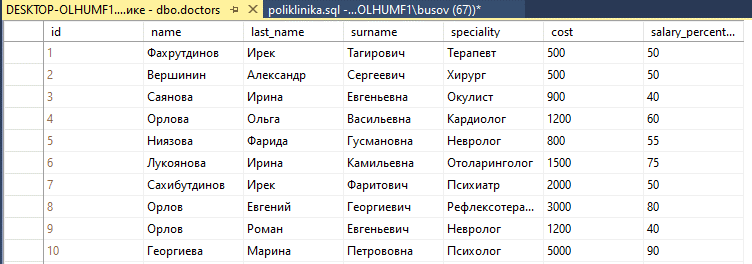 DESKTOP-OLHUMF1....ике - dbo.doctors poliklinika.sql -...OLHUMF1\busov (67))*
id name last_name surname speciality cost salary_percent...
1 Фахрутдинов Ирек Тагирович Терапевт 500 50
2 Вершинин Александр Сергеевич Хирург 500 50
3 Саянова Ирина Евгеньевна Окулист 900 40
4 Орлова Ольга Васильевна Кардиолог 1200 60
5 Ниязова Фарида Гусмановна Невролог 800 55
6 Лукоянова Ирина Камильевна Отоларинголог 1500 75
7 Сахибутдинов Ирек Фаритович Психиатр 2000 50
8 Орлов Евгений Георгиевич Рефлексотера... 3000 80
9 Орлов Роман Евгеньевич Невролог 1200 40
10 Георгиева Марина Петрововна Психолог 5000 90